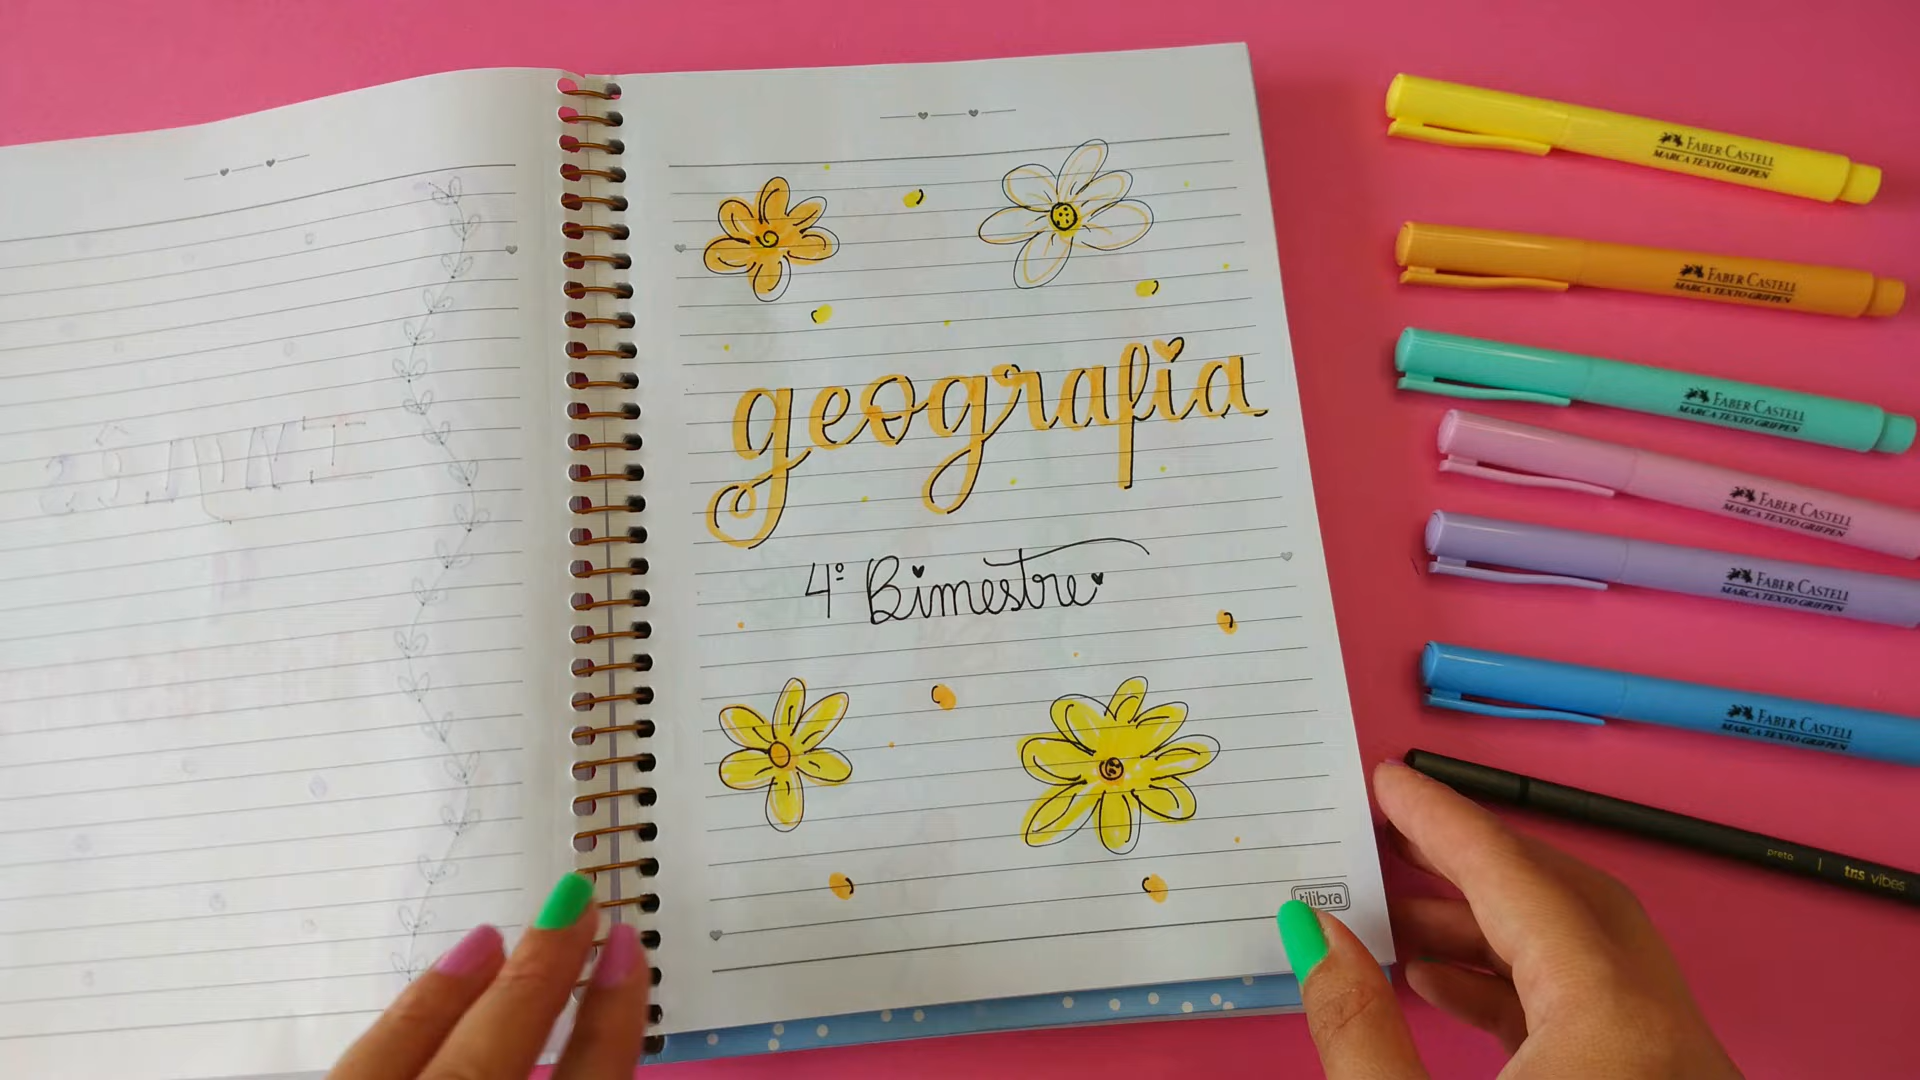 geografia
4º Bimestre
tilibra
FABER CASTELL
MARCA TEXTO GRIFPEN
FABER CASTELL
MARCA TEXTO GRIFPEN
FABER CASTELL
MARCA TEXTO GRIFPEN
FABER CASTELL
MARCA TEXTO GRIFPEN
FABER CASTELL
MARCA TEXTO GRIFPEN
FABER CASTELL
MARCA TEXTO GRIFPEN
preto | tris vibes